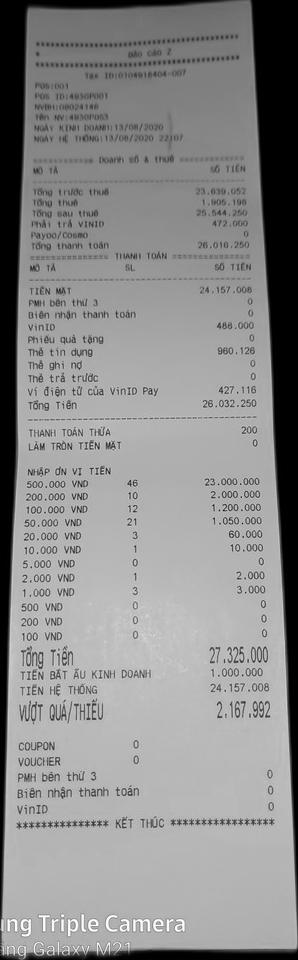 ************************************
* Báo cáo Z *
************************************
Tax ID:0104918404-007
POS:001
POS ID:4930P001
NVBH:08024146
Tên NV:4930POS3
NGÀY KINH DOANH:13/08/2020
NGÀY HỆ THỐNG:13/08/2020 22:07
========== Doanh số & thuế ==========
MÔ TẢ SỐ TIỀN
Tổng trước thuế 23.639.052
Tổng thuế 1.905.198
Tổng sau thuế 25.544.250
Phải trả VINID 472.000
Payoo/Cosmo 0
Tổng thanh toán 26.016.250
============== THANH TOÁN ==============
MÔ TẢ SL SỐ TIỀN
TIỀN MẶT 24.157.008
PMH bên thứ 3 0
Biên nhận thanh toán 0
VinID 488.000
Phiếu quà tặng 0
Thẻ tín dụng 960.126
Thẻ ghi nợ 0
Thẻ trả trước 0
Ví điện tử của VinID Pay 427.116
Tổng Tiền 26.032.250
THANH TOÁN THỪA 200
LÀM TRÒN TIỀN MẶT 0
NHẬP ƠN VỊ TIỀN
500.000 VND 46 23.000.000
200.000 VND 10 2.000.000
100.000 VND 12 1.200.000
50.000 VND 21 1.050.000
20.000 VND 3 60.000
10.000 VND 1 10.000
5.000 VND 0 0
2.000 VND 1 2.000
1.000 VND 3 3.000
500 VND 0 0
200 VND 0 0
100 VND 0 0
Tổng Tiền 27.325.000
TIỀN BẮT ẤU KINH DOANH 1.000.000
TIỀN HỆ THỐNG 24.157.008
VƯỢT QUÁ/THIẾU 2.167.992
COUPON 0
VOUCHER 0
PMH bên thứ 3 0
Biên nhận thanh toán 0
VinID 0
*************** KẾT THÚC *****************
ung Triple Camera
ằng Galaxy M21